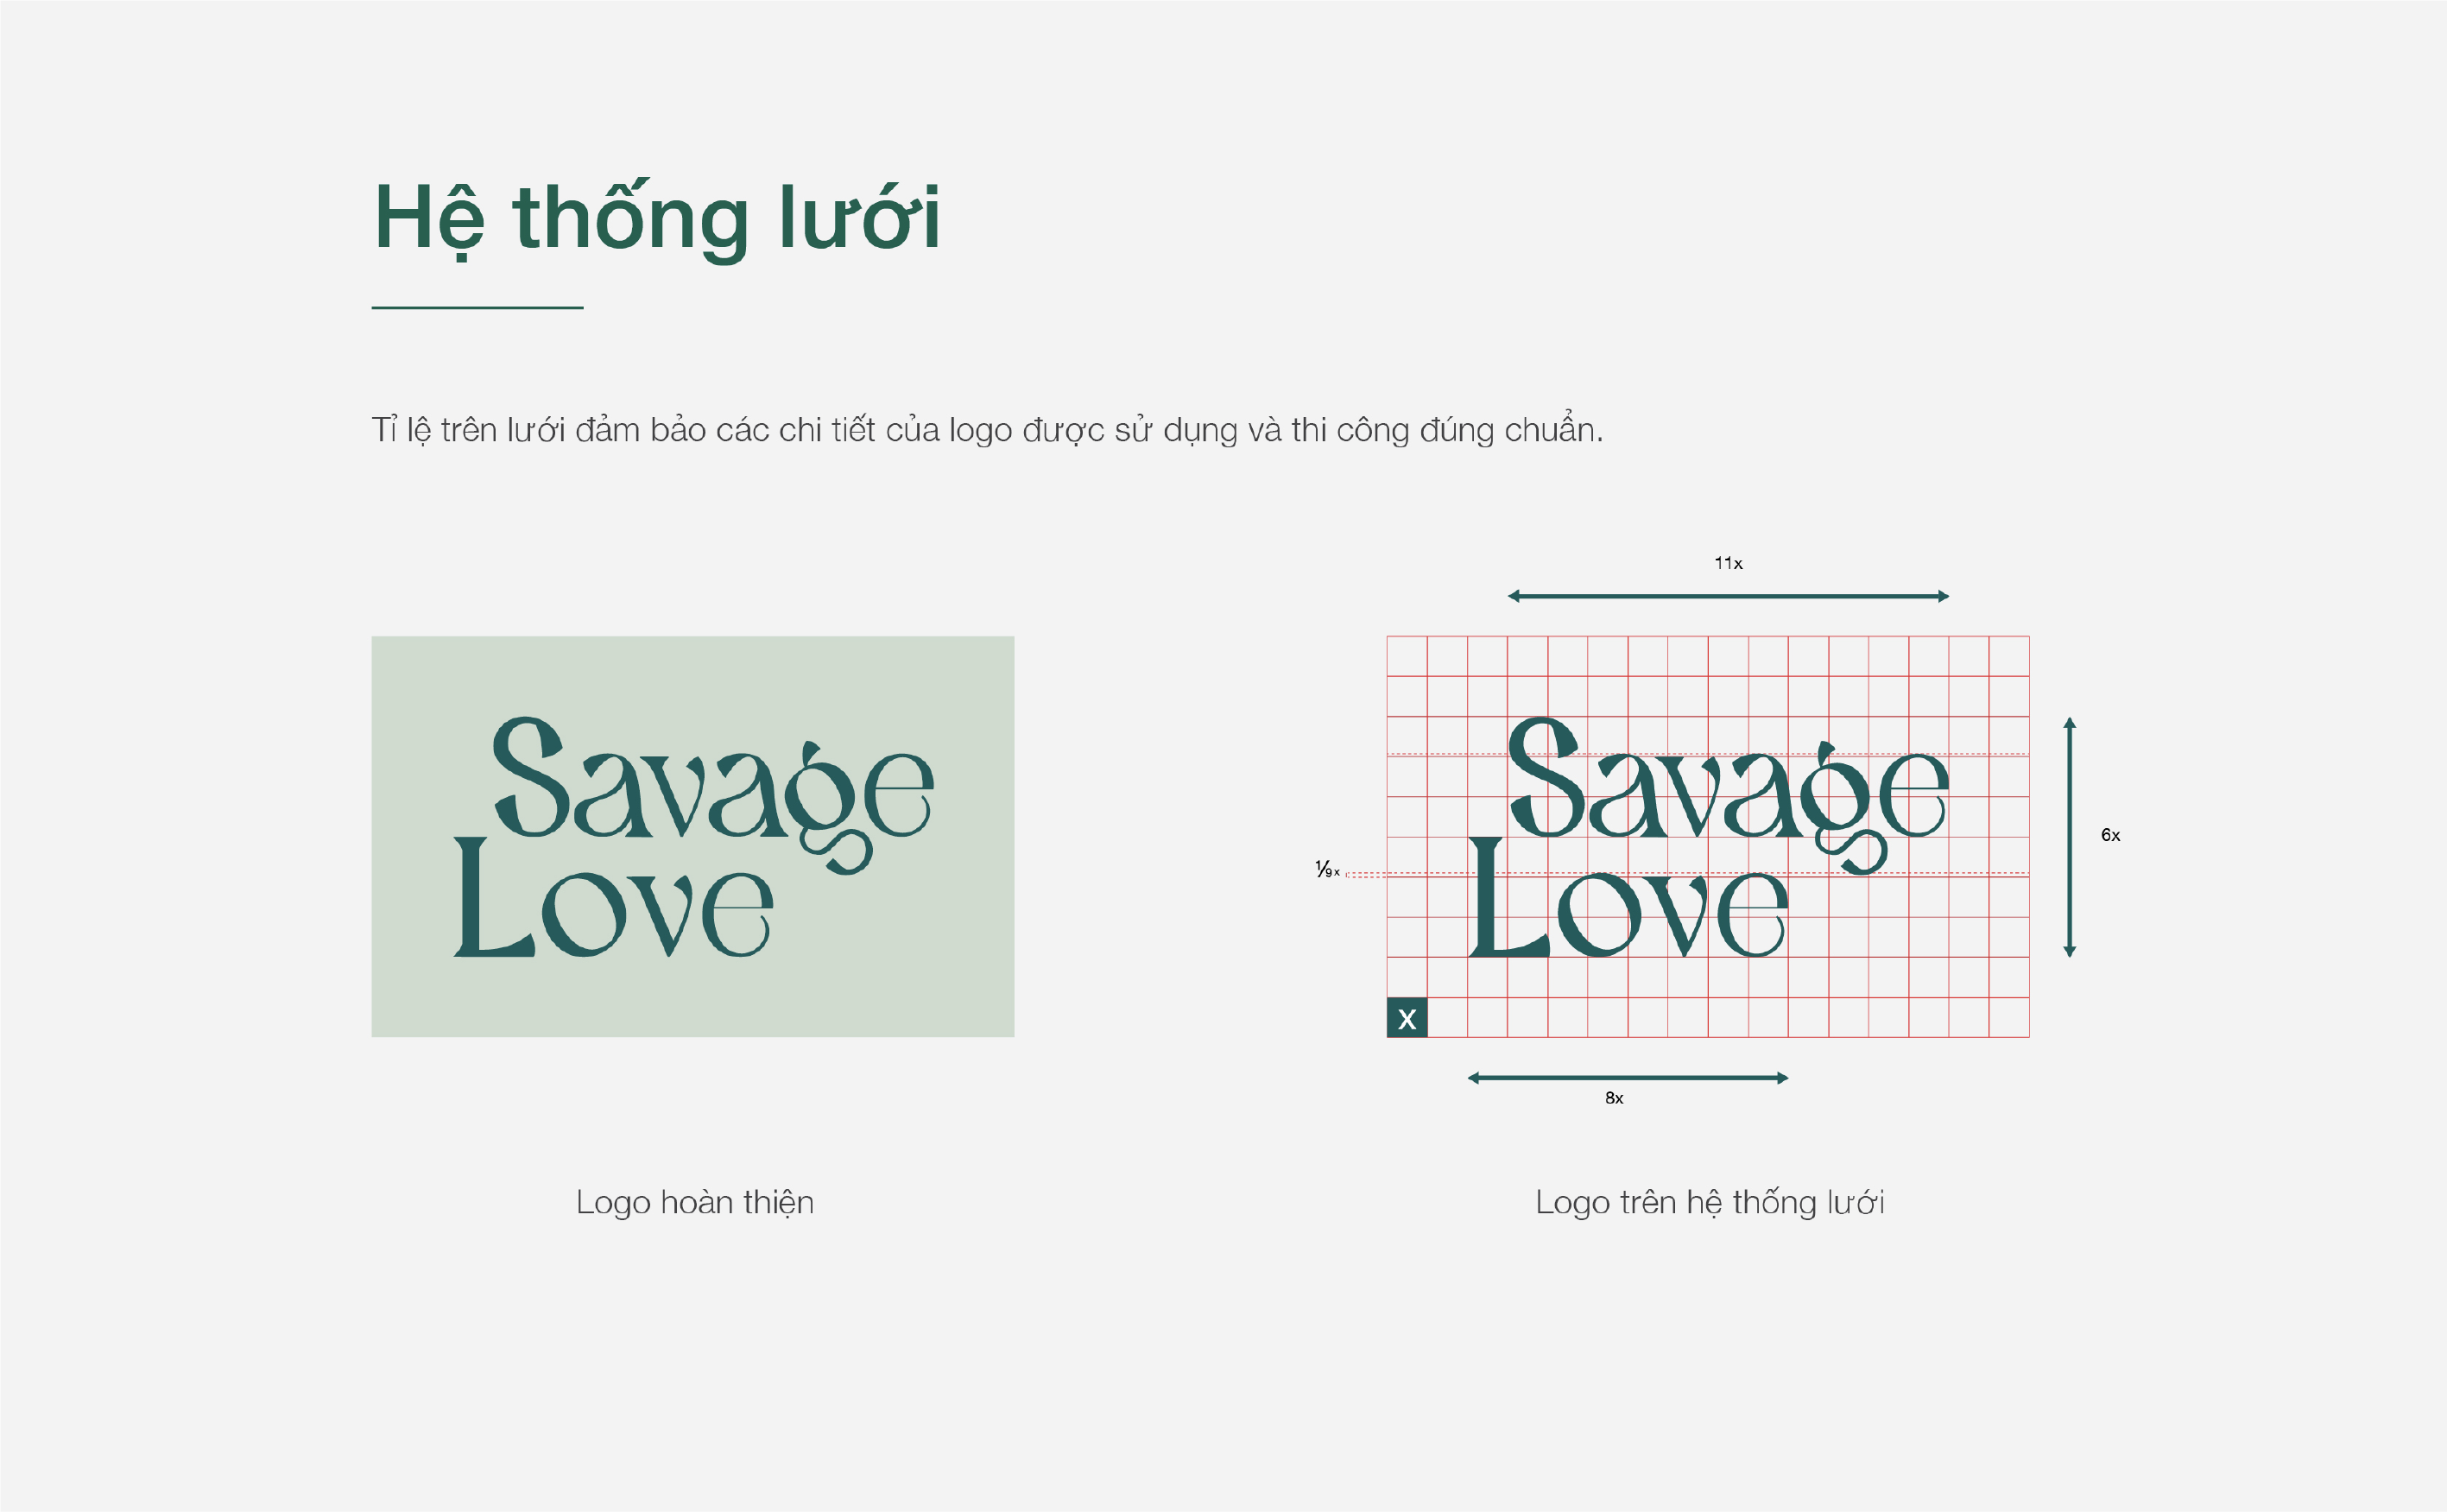 Hệ thống lưới
Tỉ lệ trên lưới đảm bảo các chi tiết của logo được sử dụng và thi công đúng chuẩn.
Savage
Love
Logo hoàn thiện
11x
Savage
6x
1/9x
Love
X
8x
Logo trên hệ thống lưới